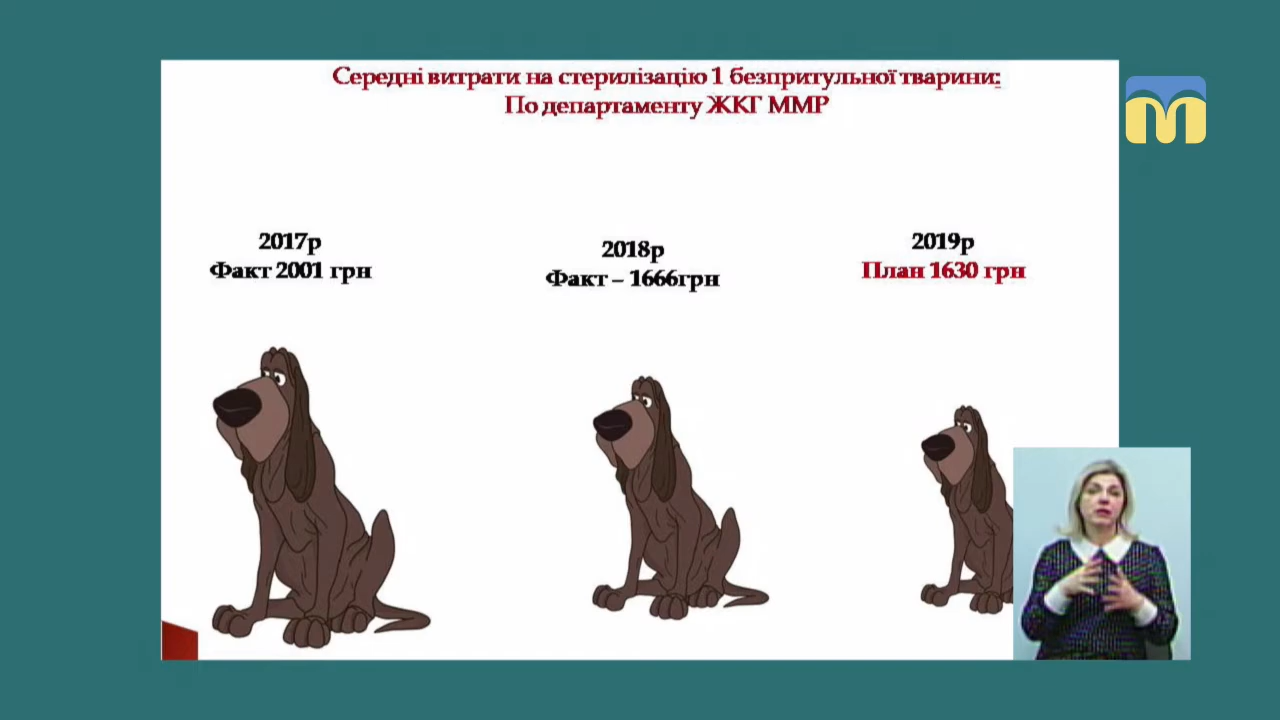 Середні витрати на стерилізацію 1 безпритульної тварини:
По департаменту ЖКГ ММР
2017р
Факт 2001 грн
2018р
Факт – 1666грн
2019р
План 1630 грн